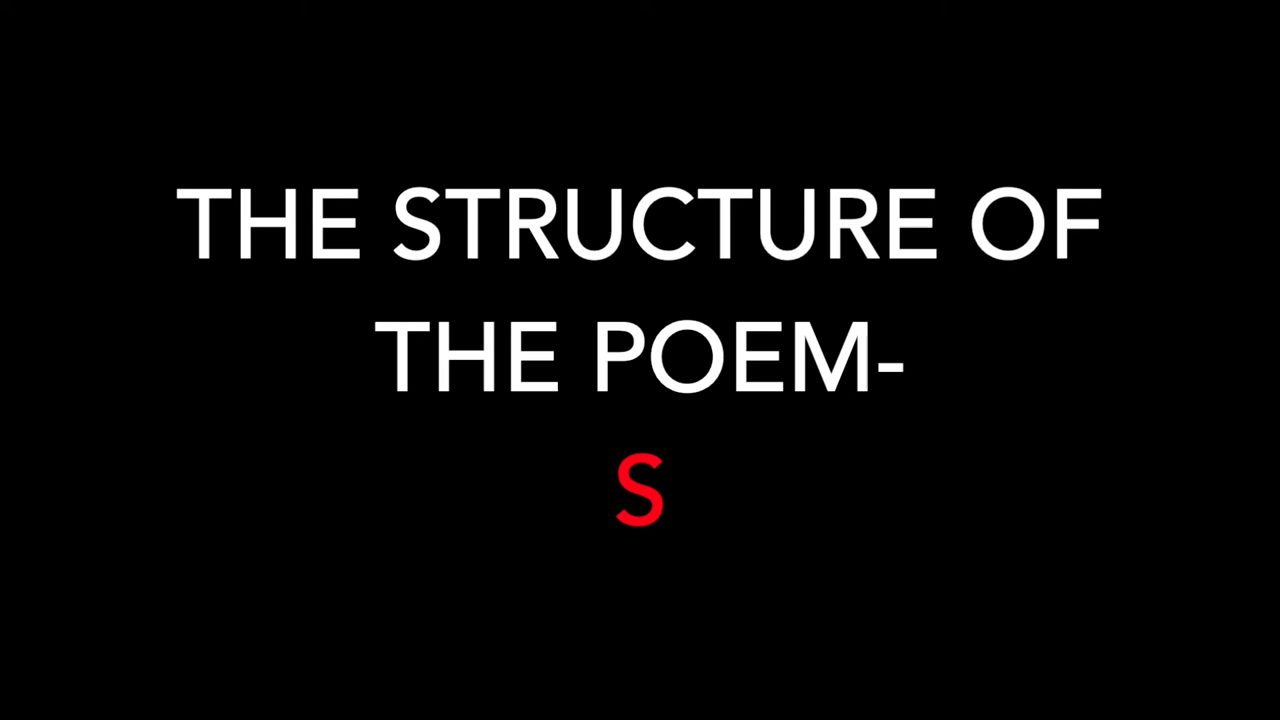 THE STRUCTURE OF
THE POEM-
S